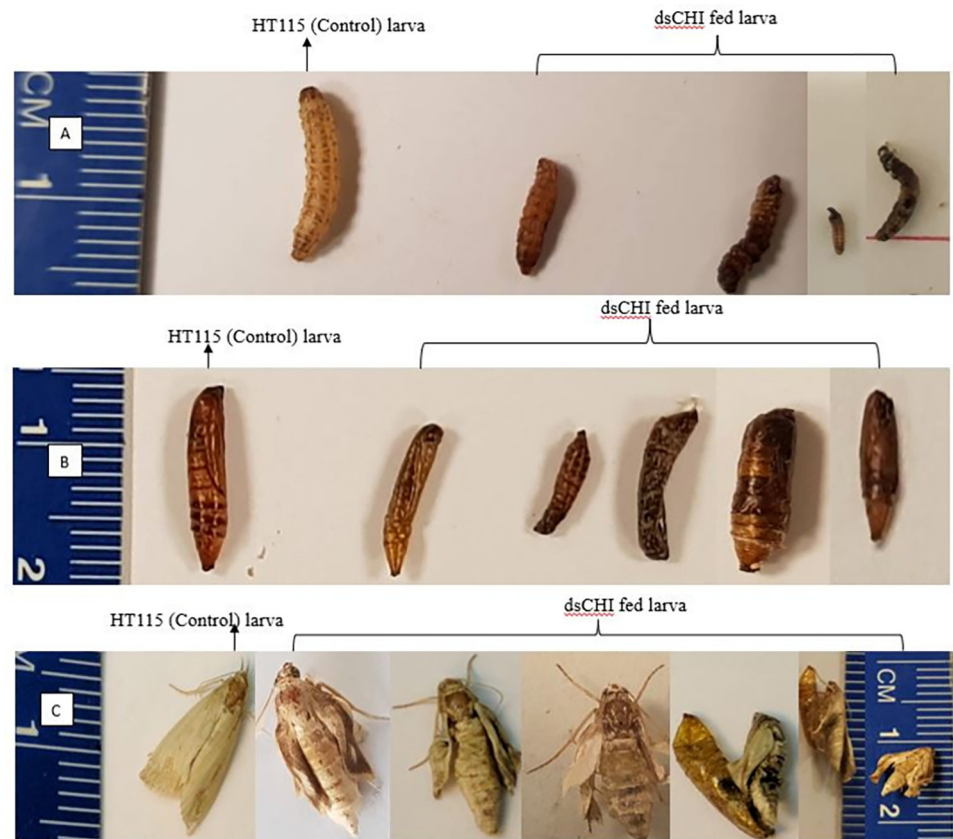 HT115 (Control) larva
dsCHI fed larva
CM
1
A
HT115 (Control) larva
dsCHI fed larva
1
B
2
HT115 (Control) larva
dsCHI fed larva
C
1
CM
1
2